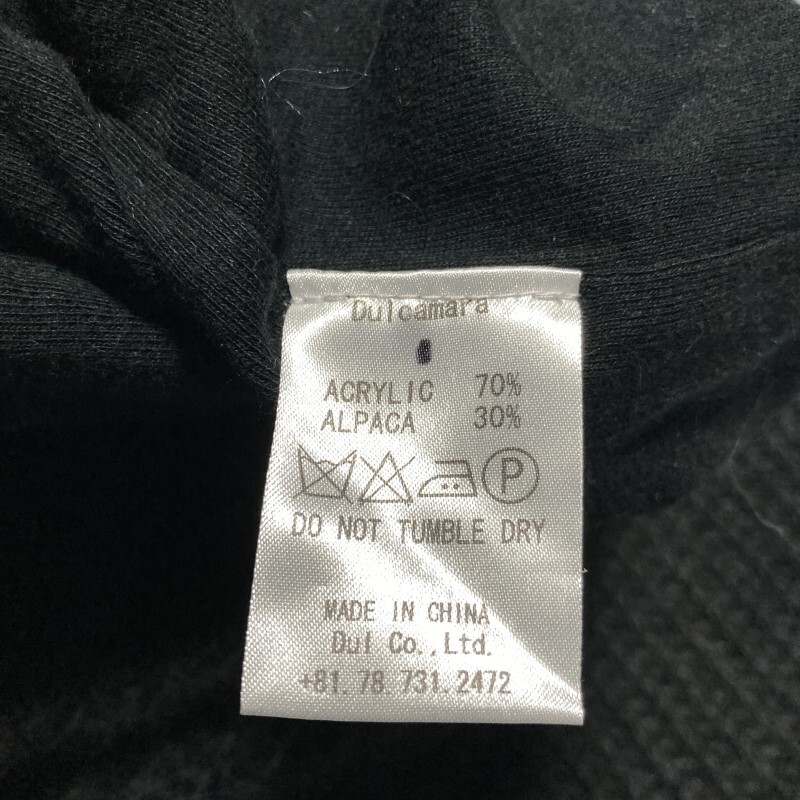 Dulcamara
ACRYLIC 70%
ALPACA 30%
P
DO NOT TUMBLE DRY
MADE IN CHINA
Dul Co.,Ltd.
+81.78.731.2472